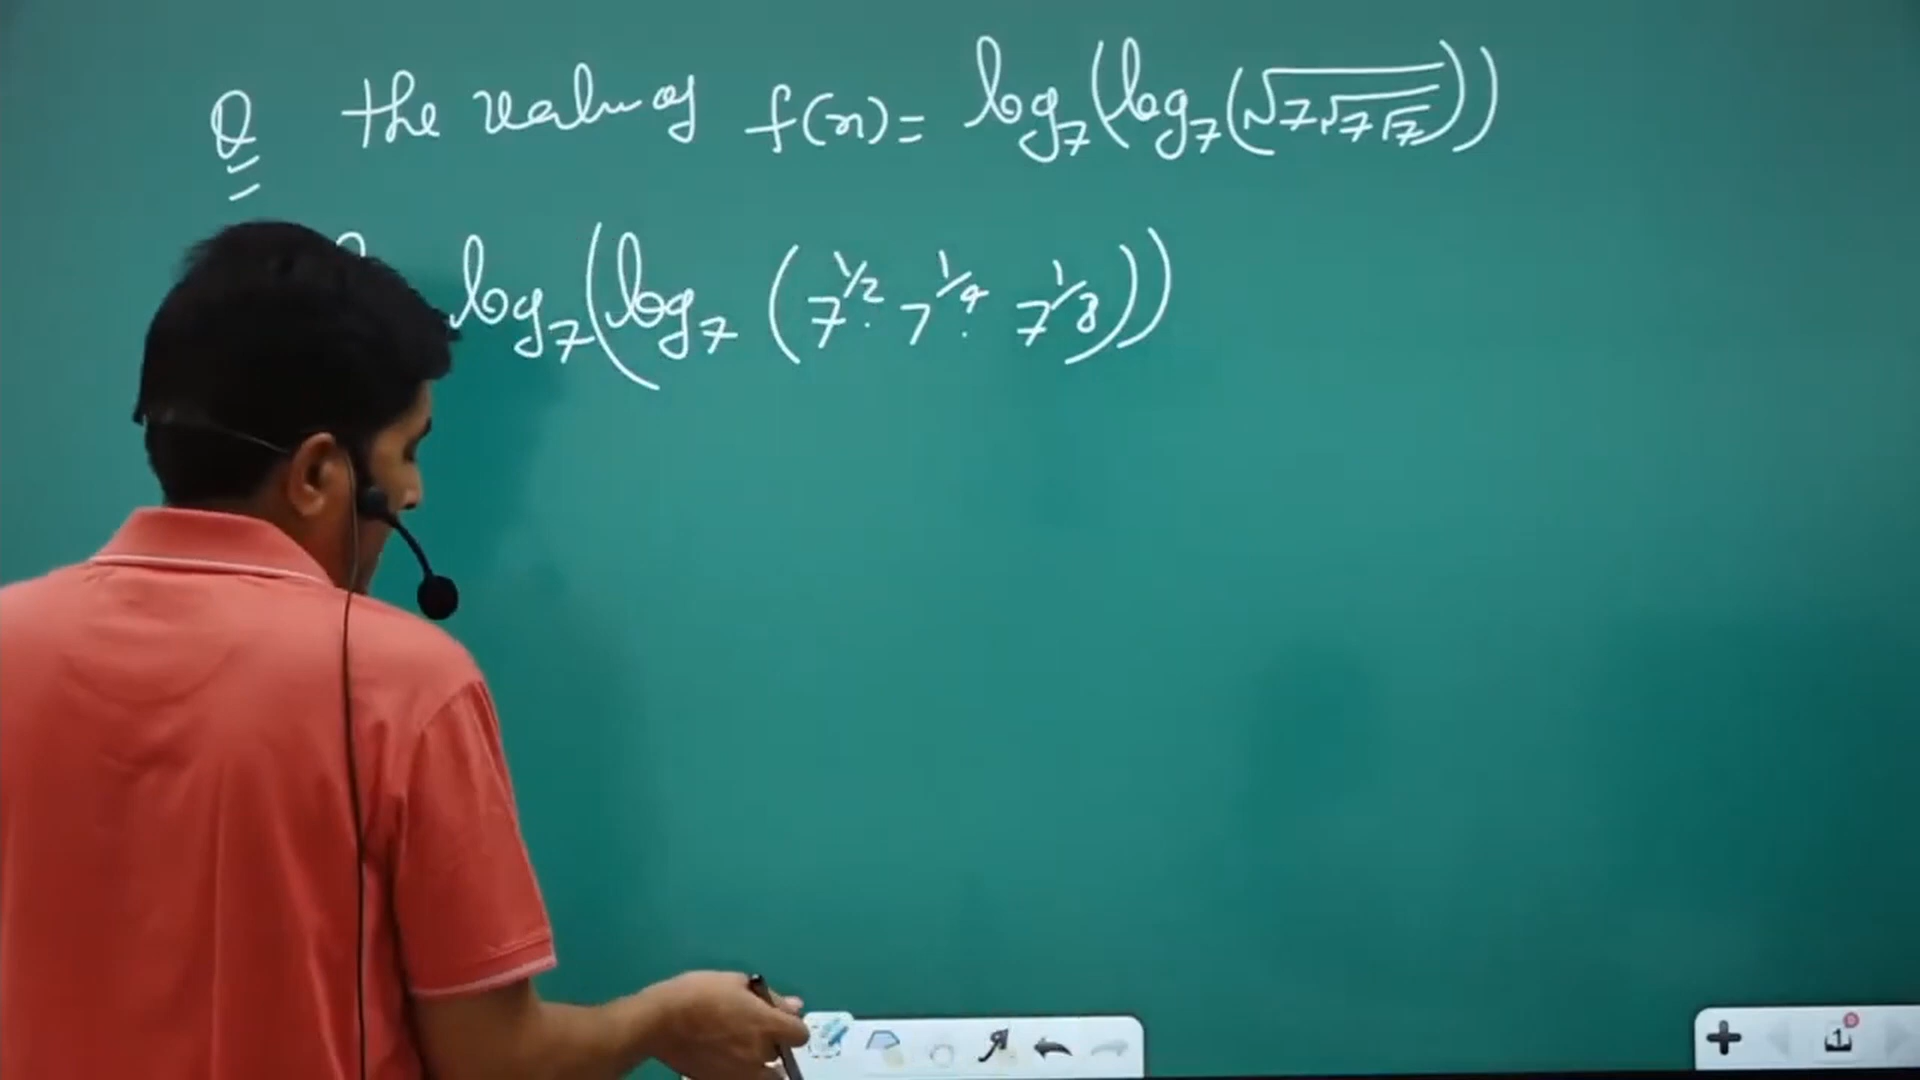 Q the value of f(x) = log₇(log₇(√7√7√7))
log₇(log₇(7^1/2 . 7^1/4 . 7^1/8))
1